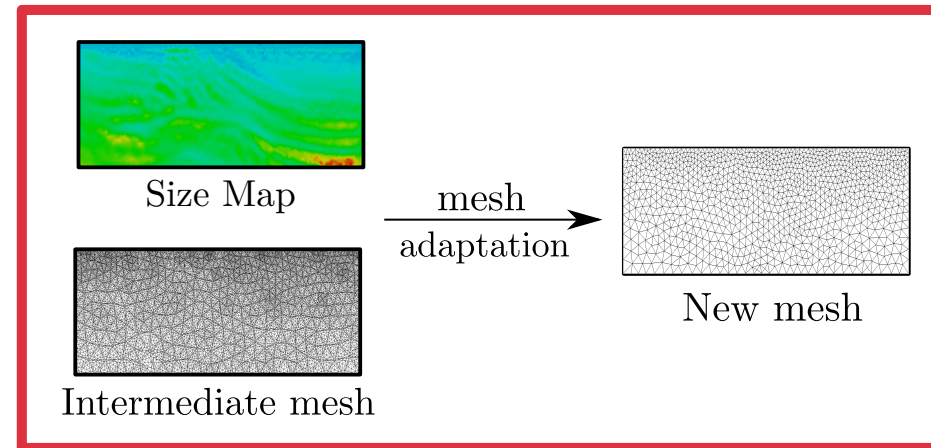 Size Map
mesh
adaptation
Intermediate mesh
New mesh